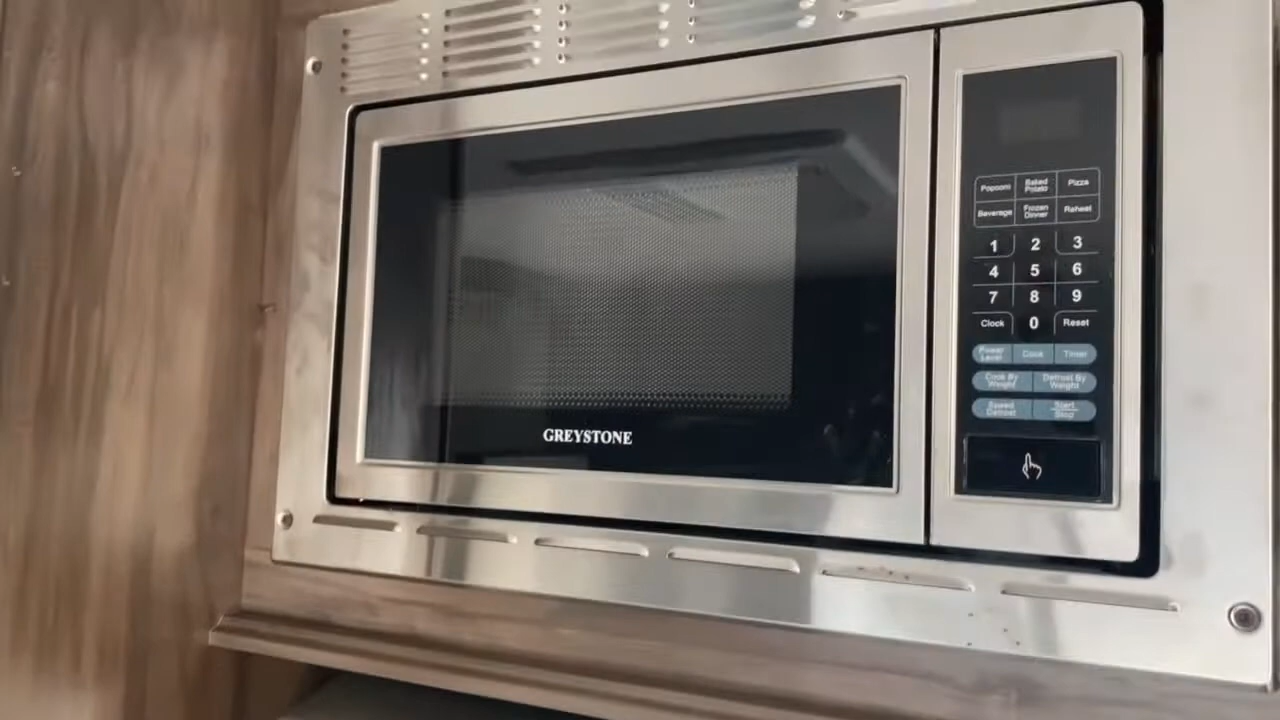 Popcorn Baked Potato Pizza
Beverage Frozen Dinner Reheat
1 2 3
4 5 6
7 8 9
Clock 0 Reset
Power Level Cook Timer
Cook By Weight Defrost By Weight
Speed Defrost Start Stop
GREYSTONE